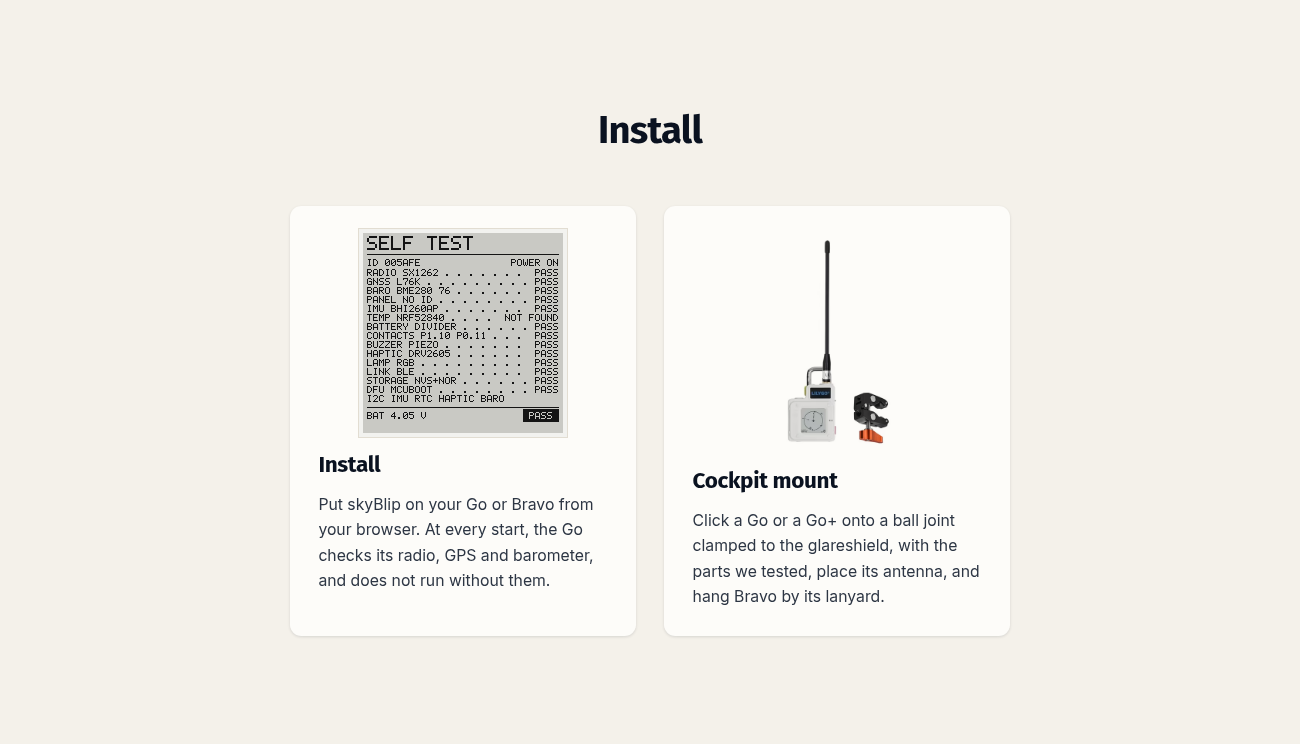 Install
SELF TEST
ID 005AFE POWER ON
RADIO SX1262 . . . . . . . PASS
GNSS L76K . . . . . . . . . PASS
BARO BME280 76 . . . . . . PASS
PANEL NO ID . . . . . . . . PASS
IMU BHI260AP . . . . . . . PASS
TEMP NRF52840 . . . . NOT FOUND
BATTERY DIVIDER . . . . . . PASS
CONTACTS P1.10 P0.11 . . . PASS
BUZZER PIEZO . . . . . . . PASS
HAPTIC DRV2605 . . . . . . PASS
LAMP RGB . . . . . . . . . PASS
LINK BLE . . . . . . . . . PASS
STORAGE NVS+NOR . . . . . . PASS
DFU MCUBOOT . . . . . . . . PASS
I2C IMU RTC HAPTIC BARO
BAT 4.05 V PASS
Install
Put skyBlip on your Go or Bravo from
your browser. At every start, the Go
checks its radio, GPS and barometer,
and does not run without them.
Cockpit mount
Click a Go or a Go+ onto a ball joint
clamped to the glareshield, with the
parts we tested, place its antenna, and
hang Bravo by its lanyard.